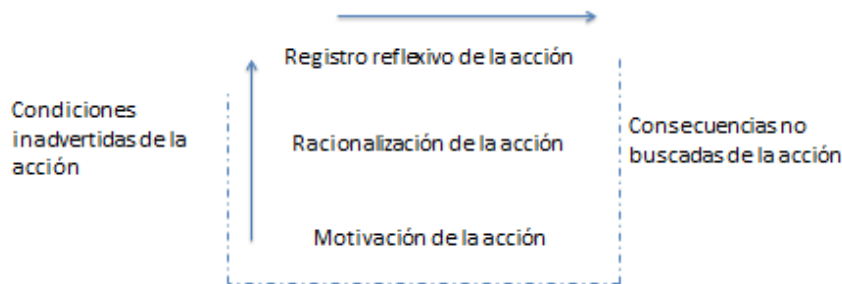 Registro reflexivo de la acción
Condiciones
inadvertidas de la
acción
Racionalización de la acción
Consecuencias no
buscadas de la acción
Motivación de la acción